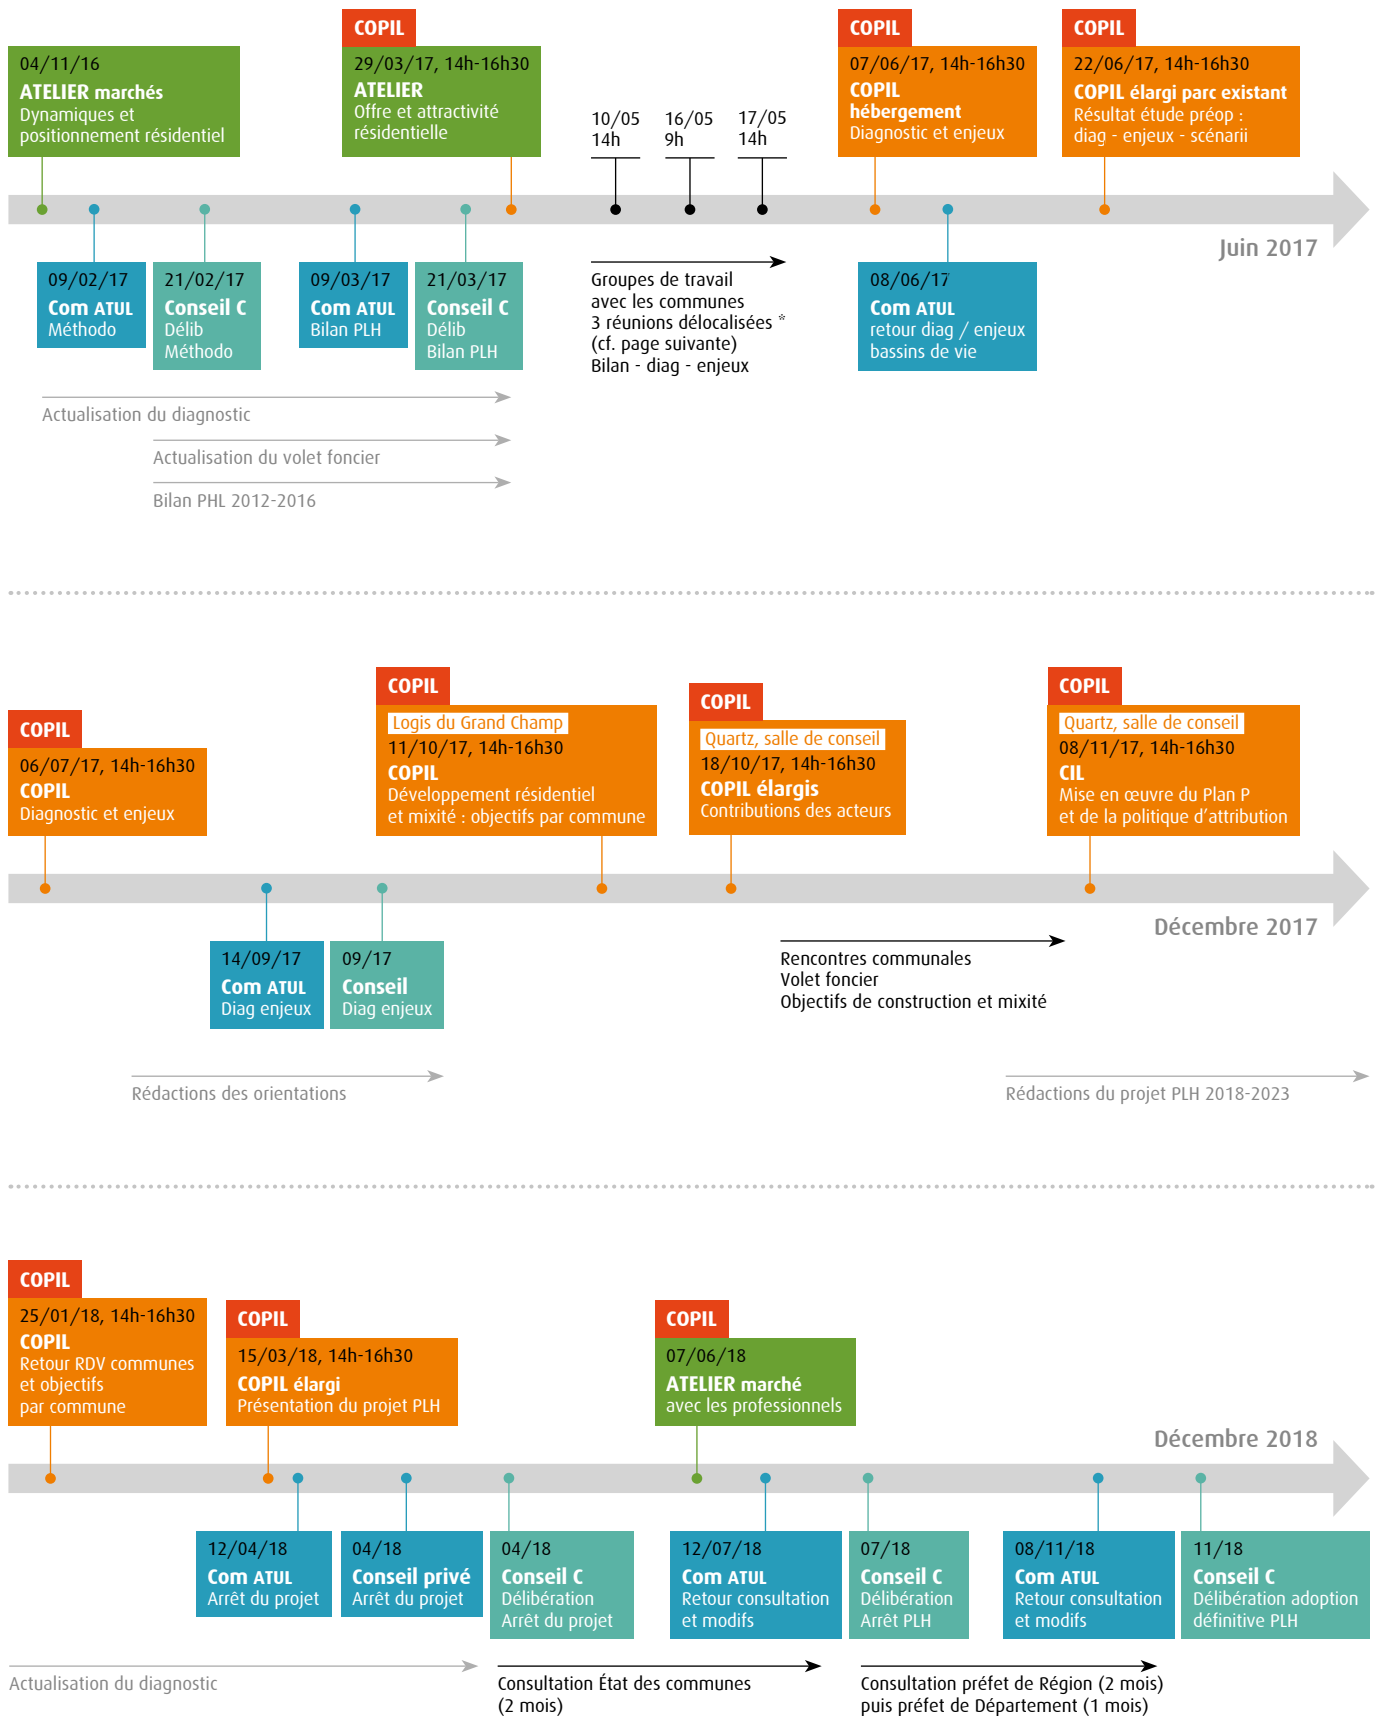 04/11/16
ATELIER marchés
Dynamiques et
positionnement résidentiel
COPIL
29/03/17, 14h-16h30
ATELIER
Offre et attractivité
résidentielle
10/05
14h
16/05
9h
17/05
14h
COPIL
07/06/17, 14h-16h30
COPIL
hébergement
Diagnostic et enjeux
COPIL
22/06/17, 14h-16h30
COPIL élargi parc existant
Résultat étude préop :
diag - enjeux - scénarii
Juin 2017
09/02/17
Com ATUL
Méthodo
21/02/17
Conseil C
Délib
Méthodo
09/03/17
Com ATUL
Bilan PLH
21/03/17
Conseil C
Délib
Bilan PLH
Groupes de travail
avec les communes
3 réunions délocalisées *
(cf. page suivante)
Bilan - diag - enjeux
08/06/17
Com ATUL
retour diag / enjeux
bassins de vie
Actualisation du diagnostic
Actualisation du volet foncier
Bilan PHL 2012-2016
COPIL
06/07/17, 14h-16h30
COPIL
Diagnostic et enjeux
COPIL
Logis du Grand Champ
11/10/17, 14h-16h30
COPIL
Développement résidentiel
et mixité : objectifs par commune
COPIL
Quartz, salle de conseil
18/10/17, 14h-16h30
COPIL élargis
Contributions des acteurs
COPIL
Quartz, salle de conseil
08/11/17, 14h-16h30
CIL
Mise en œuvre du Plan P
et de la politique d'attribution
Décembre 2017
14/09/17
Com ATUL
Diag enjeux
09/17
Conseil
Diag enjeux
Rencontres communales
Volet foncier
Objectifs de construction et mixité
Rédactions des orientations
Rédactions du projet PLH 2018-2023
COPIL
25/01/18, 14h-16h30
COPIL
Retour RDV communes
et objectifs
par commune
COPIL
15/03/18, 14h-16h30
COPIL élargi
Présentation du projet PLH
COPIL
07/06/18
ATELIER marché
avec les professionnels
Décembre 2018
12/04/18
Com ATUL
Arrêt du projet
04/18
Conseil privé
Arrêt du projet
04/18
Conseil C
Délibération
Arrêt du projet
12/07/18
Com ATUL
Retour consultation
et modifs
07/18
Conseil C
Délibération
Arrêt PLH
08/11/18
Com ATUL
Retour consultation
et modifs
11/18
Conseil C
Délibération adoption
définitive PLH
Actualisation du diagnostic
Consultation État des communes
(2 mois)
Consultation préfet de Région (2 mois)
puis préfet de Département (1 mois)